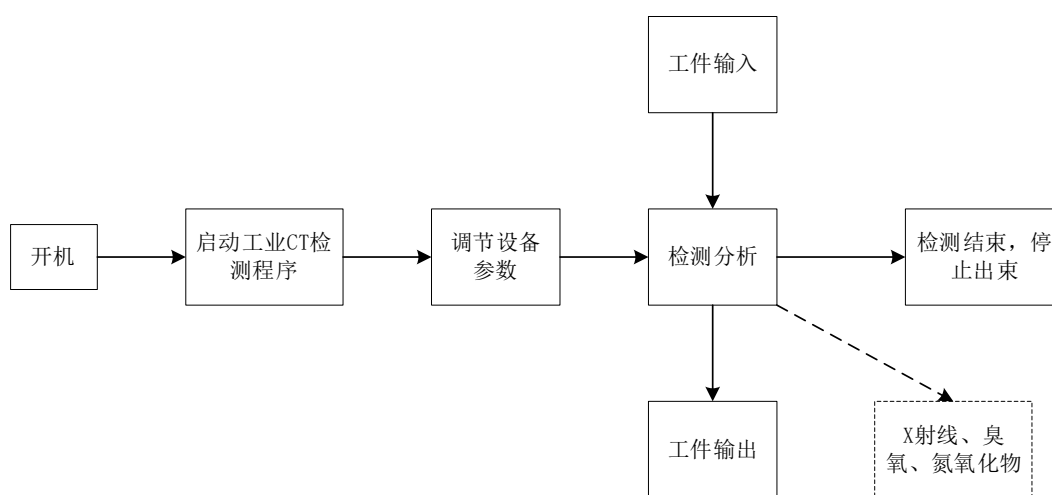 工件输入
开机
启动工业CT检
测程序
调节设备
参数
检测分析
检测结束，停
止出束
工件输出
X射线、臭
氧、氮氧化物